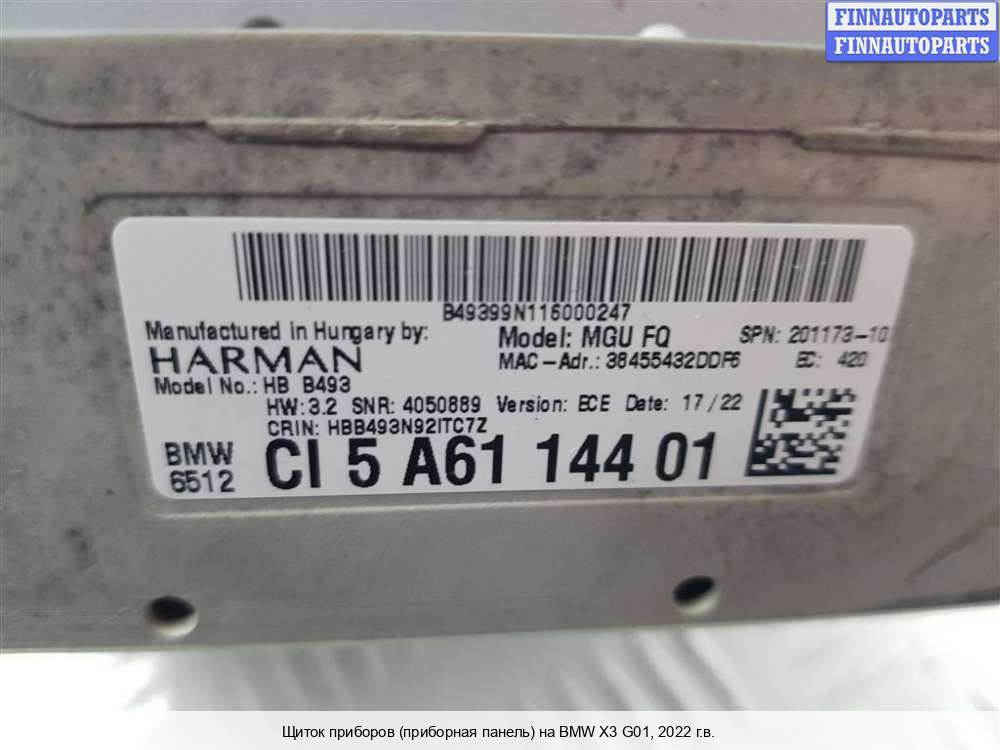 FINNAUTOPARTS
FINNAUTOPARTS
B49399N116000247
Manufactured in Hungary by:
HARMAN
Model: MGU FQ
SPN: 201173-10
MAC-Adr.: 38455432DDF6
EC: 420
Model No.: HB B493
HW: 3.2 SNR: 4050889 Version: ECE Date: 17/22
CRIN: HBB493N92ITC7Z
BMW
6512
CI 5 A61 144 01
Щиток приборов (приборная панель) на BMW X3 G01, 2022 г.в.